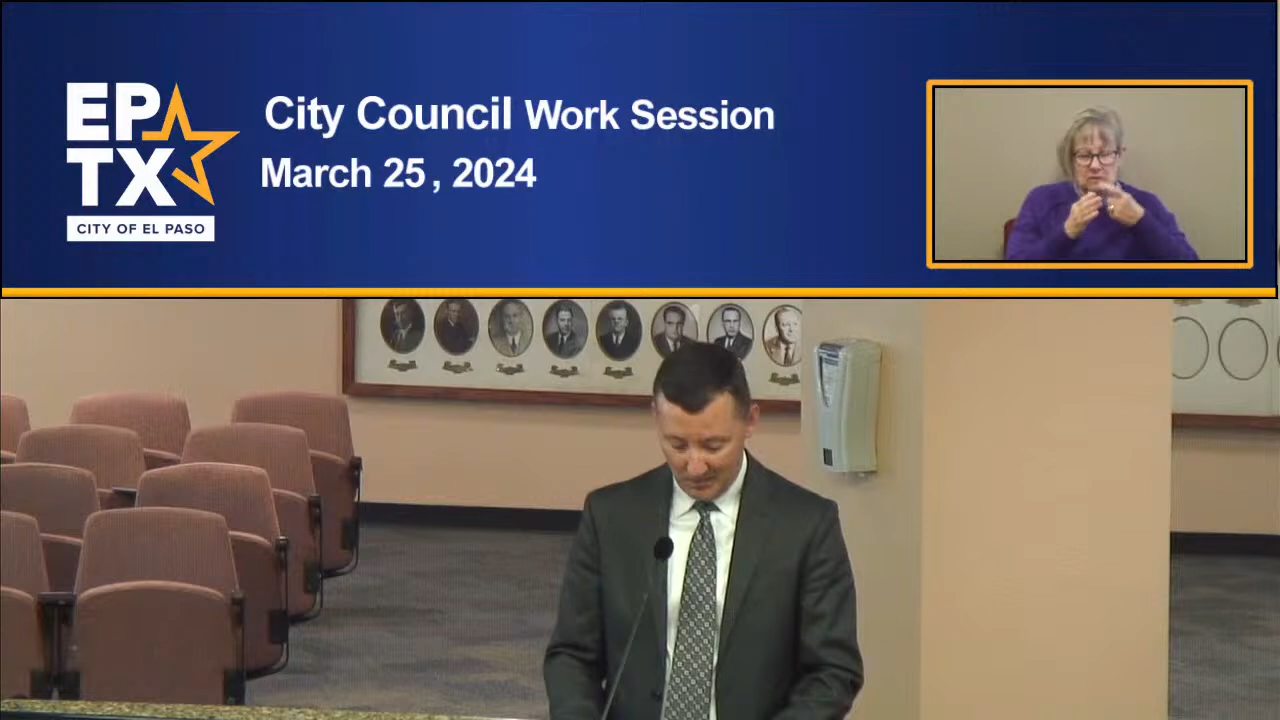 EP
TX
CITY OF EL PASO
City Council Work Session
March 25, 2024